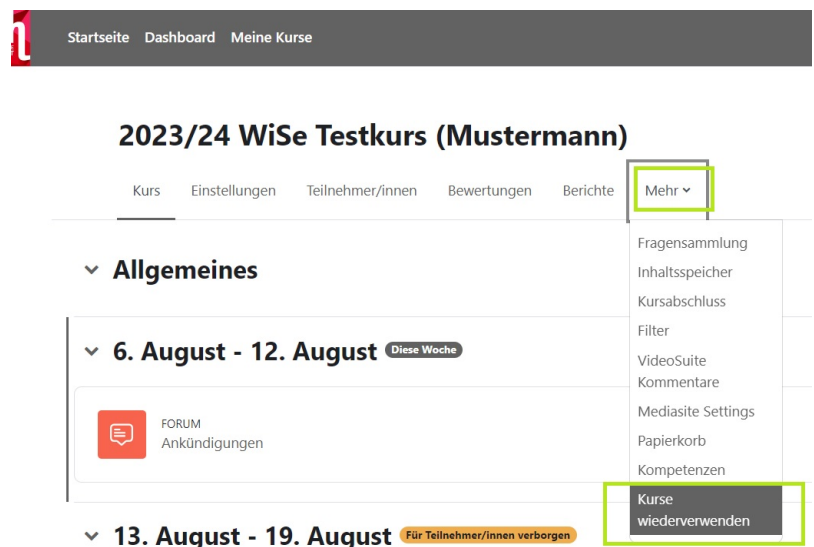 Startseite Dashboard Meine Kurse
2023/24 WiSe Testkurs (Mustermann)
Kurs Einstellungen Teilnehmer/innen Bewertungen Berichte Mehr
Allgemeines
6. August - 12. August Diese Woche
FORUM
Ankündigungen
13. August - 19. August Für Teilnehmer/innen verborgen
Fragensammlung
Inhaltsspeicher
Kursabschluss
Filter
VideoSuite
Kommentare
Mediasite Settings
Papierkorb
Kompetenzen
Kurse
wiederverwenden